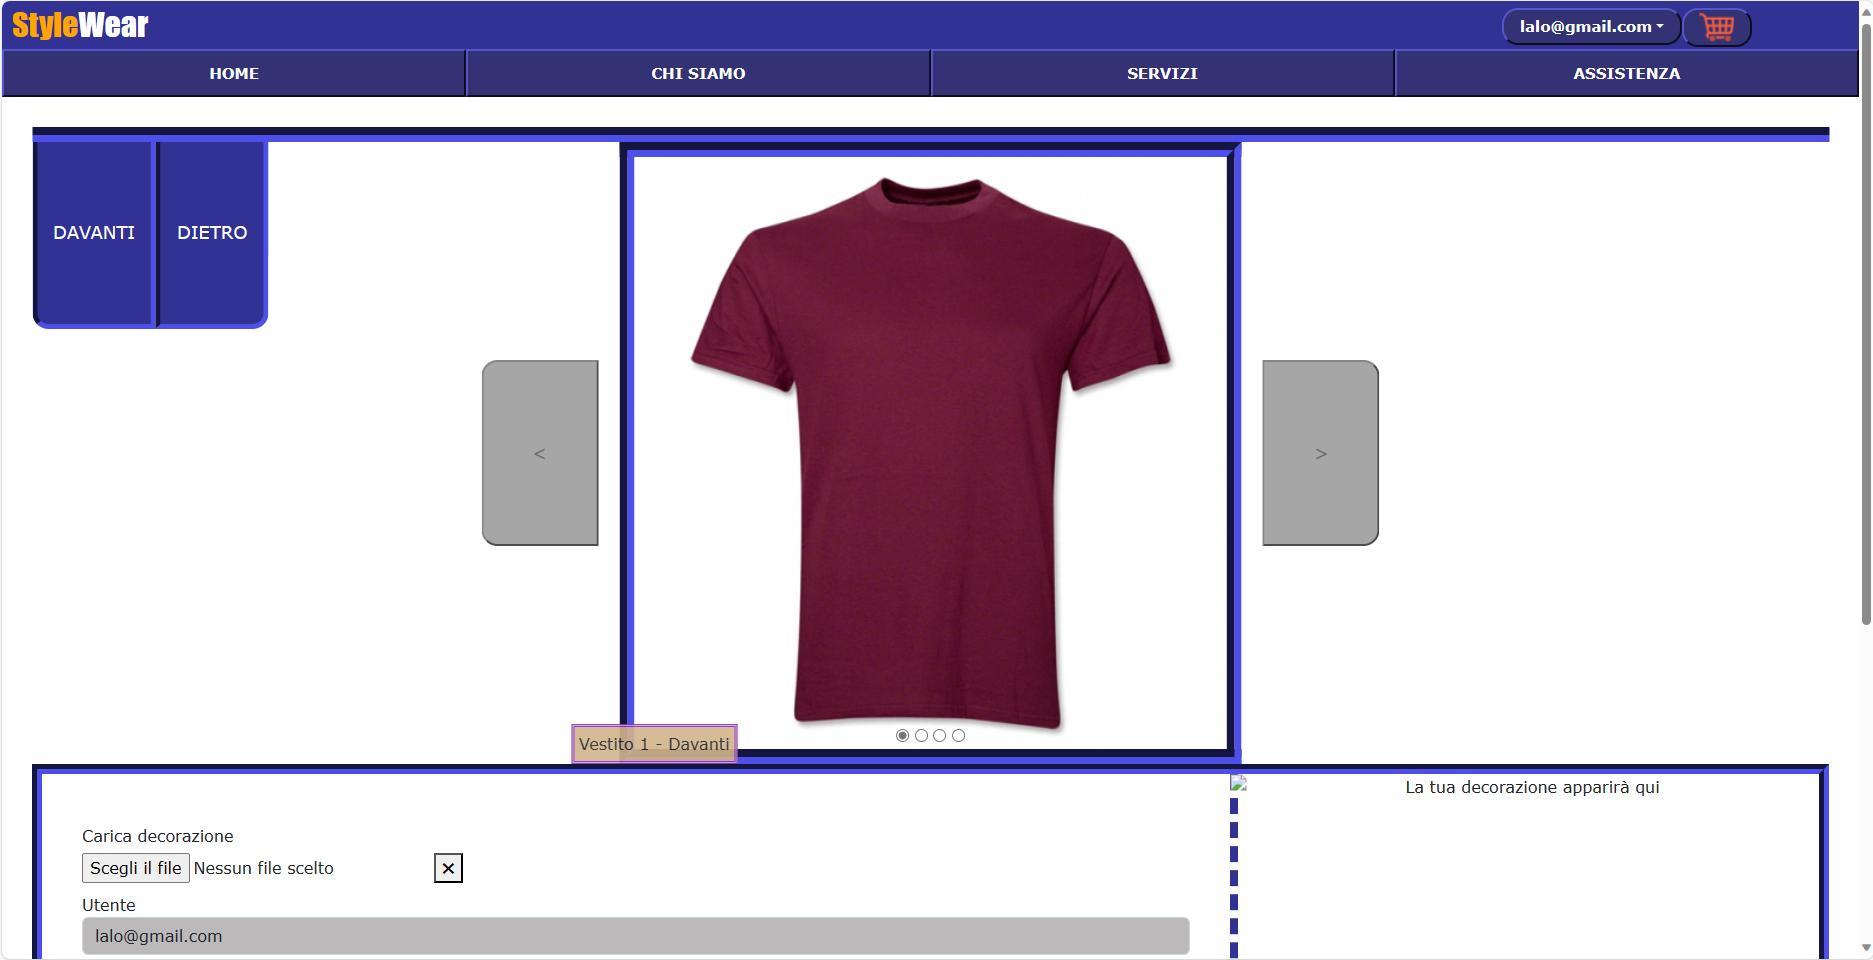 StyleWear
lalo@gmail.com
HOME
CHI SIAMO
SERVIZI
ASSISTENZA
DAVANTI
DIETRO
<
>
Vestito 1 - Davanti
La tua decorazione apparirà qui
Carica decorazione
Scegli il file Nessun file scelto
✕
Utente
lalo@gmail.com